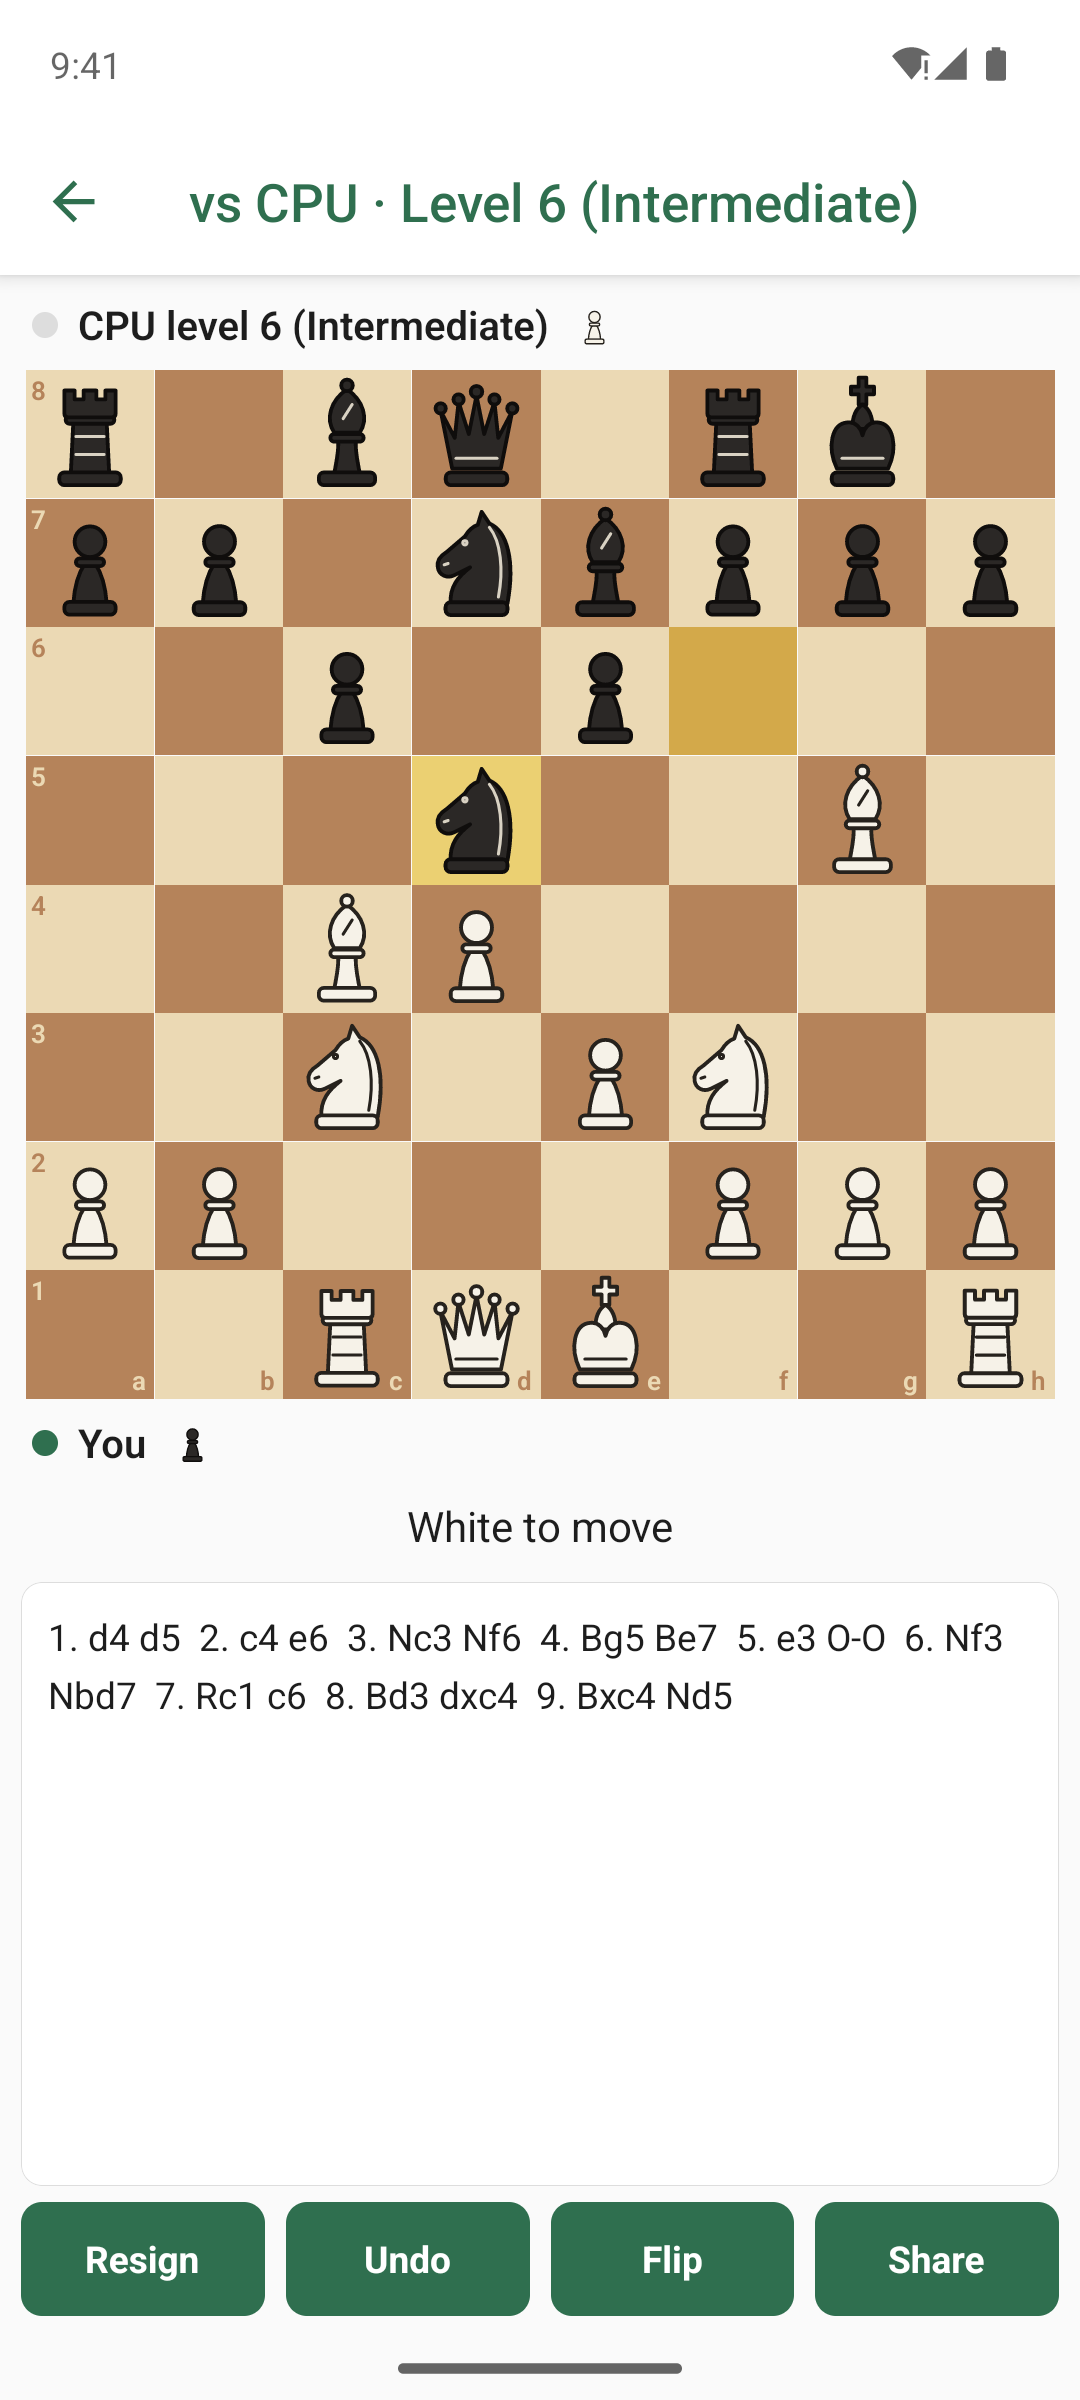 9:41
vs CPU · Level 6 (Intermediate)
CPU level 6 (Intermediate)
8
7
6
5
4
3
2
1
a b c d e f g h
You
White to move
1. d4 d5 2. c4 e6 3. Nc3 Nf6 4. Bg5 Be7 5. e3 O-O 6. Nf3
Nbd7 7. Rc1 c6 8. Bd3 dxc4 9. Bxc4 Nd5
Resign Undo Flip Share